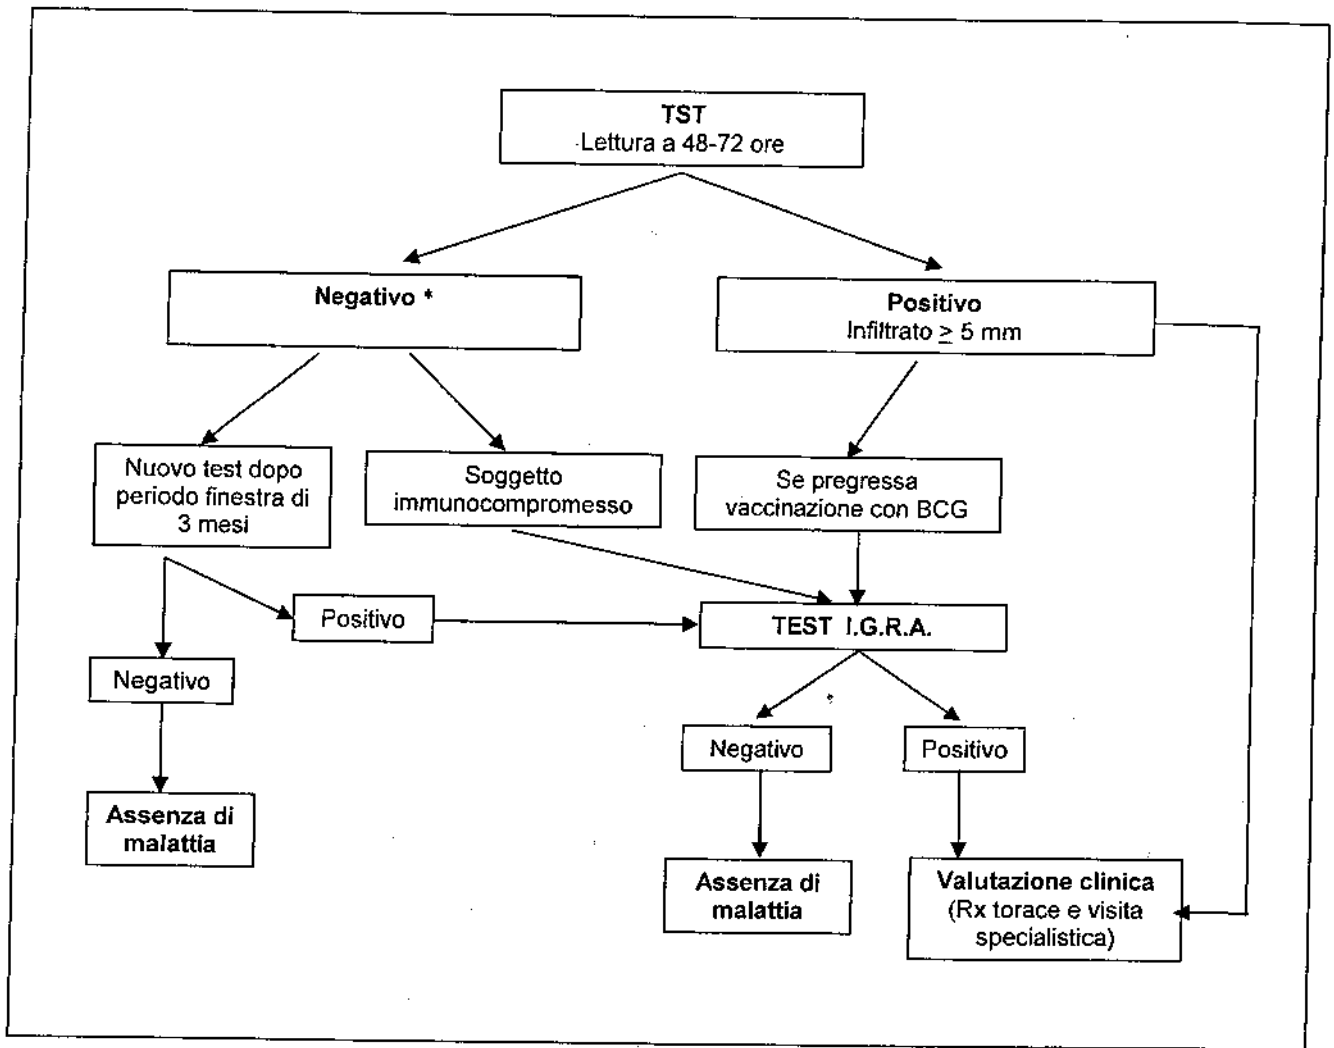 TST
Lettura a 48-72 ore
Negativo *
Positivo
Infiltrato ≥ 5 mm
Nuovo test dopo
periodo finestra di
3 mesi
Soggetto
immunocompromesso
Se pregressa
vaccinazione con BCG
Positivo
TEST I.G.R.A.
Negativo
Negativo
Positivo
Assenza di
malattia
Assenza di
malattia
Valutazione clinica
(Rx torace e visita
specialistica)